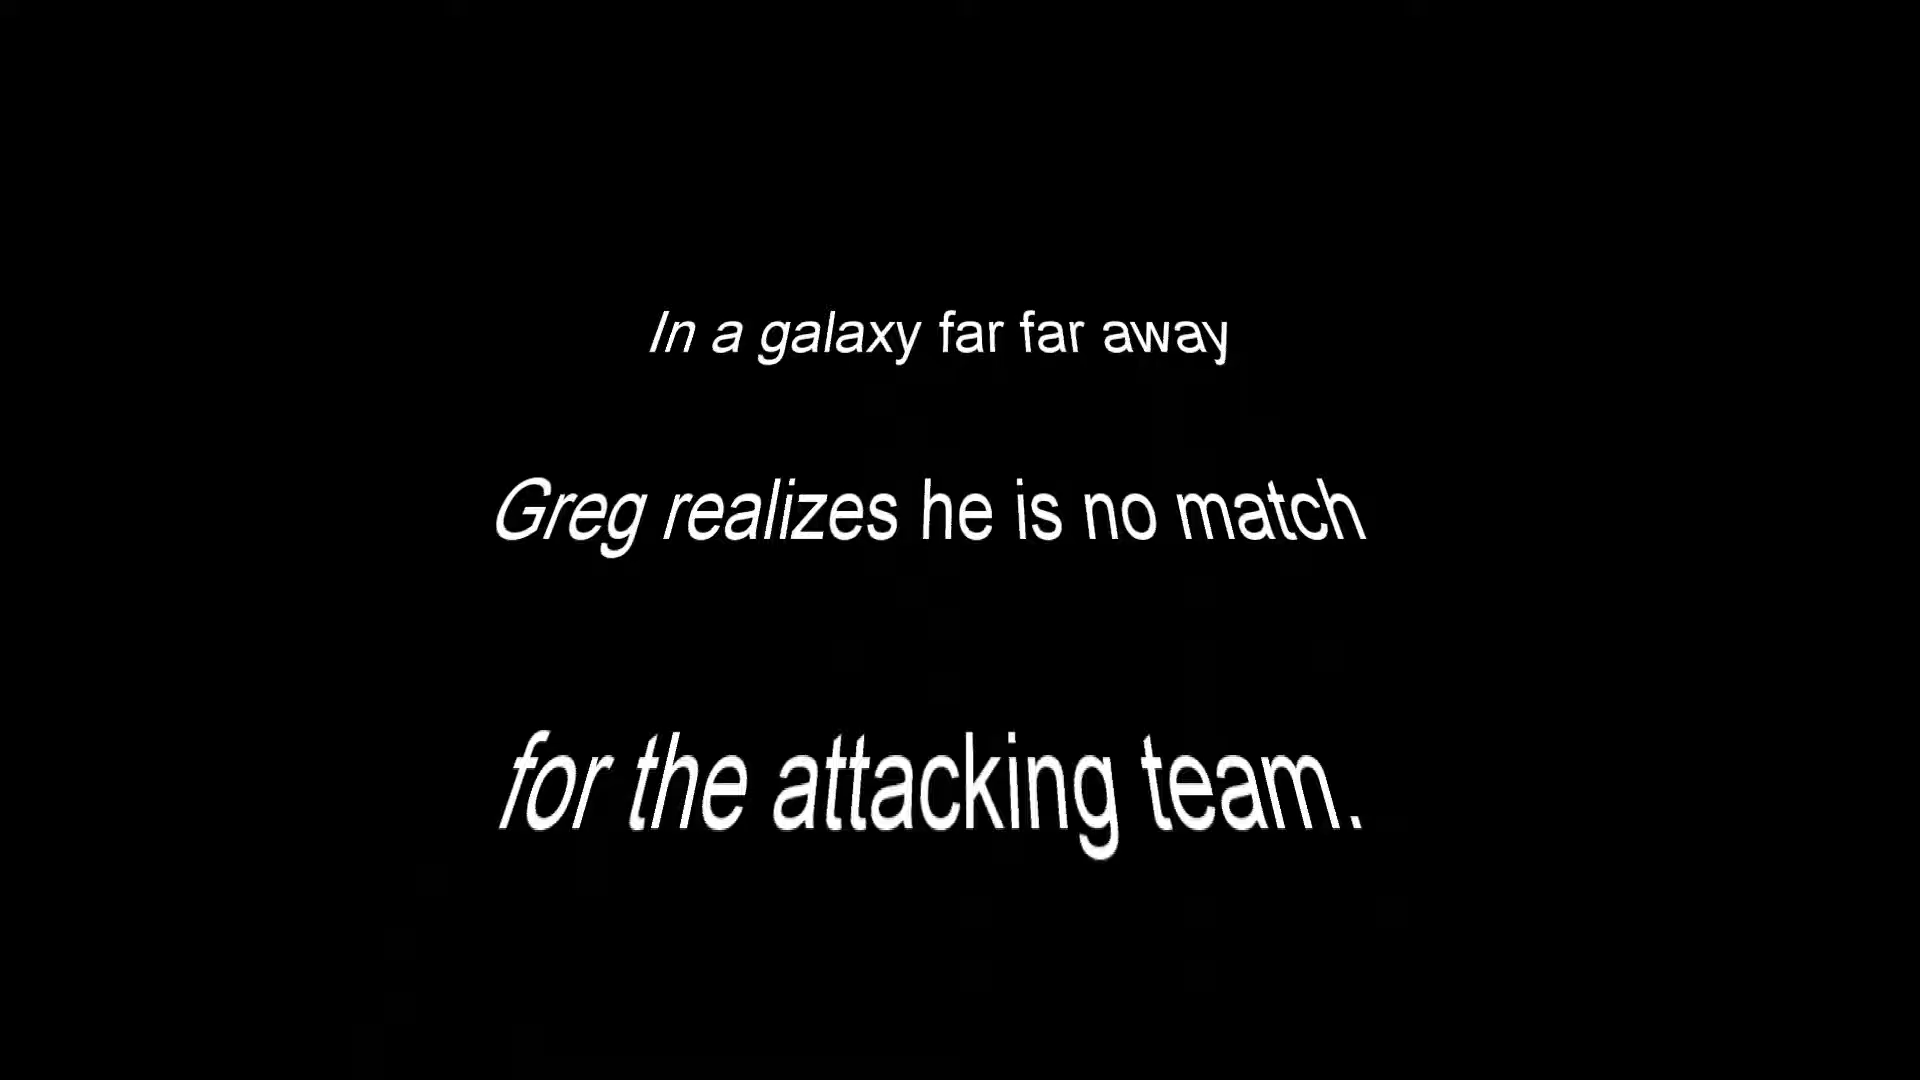 In a galaxy far far away
Greg realizes he is no match
for the attacking team.